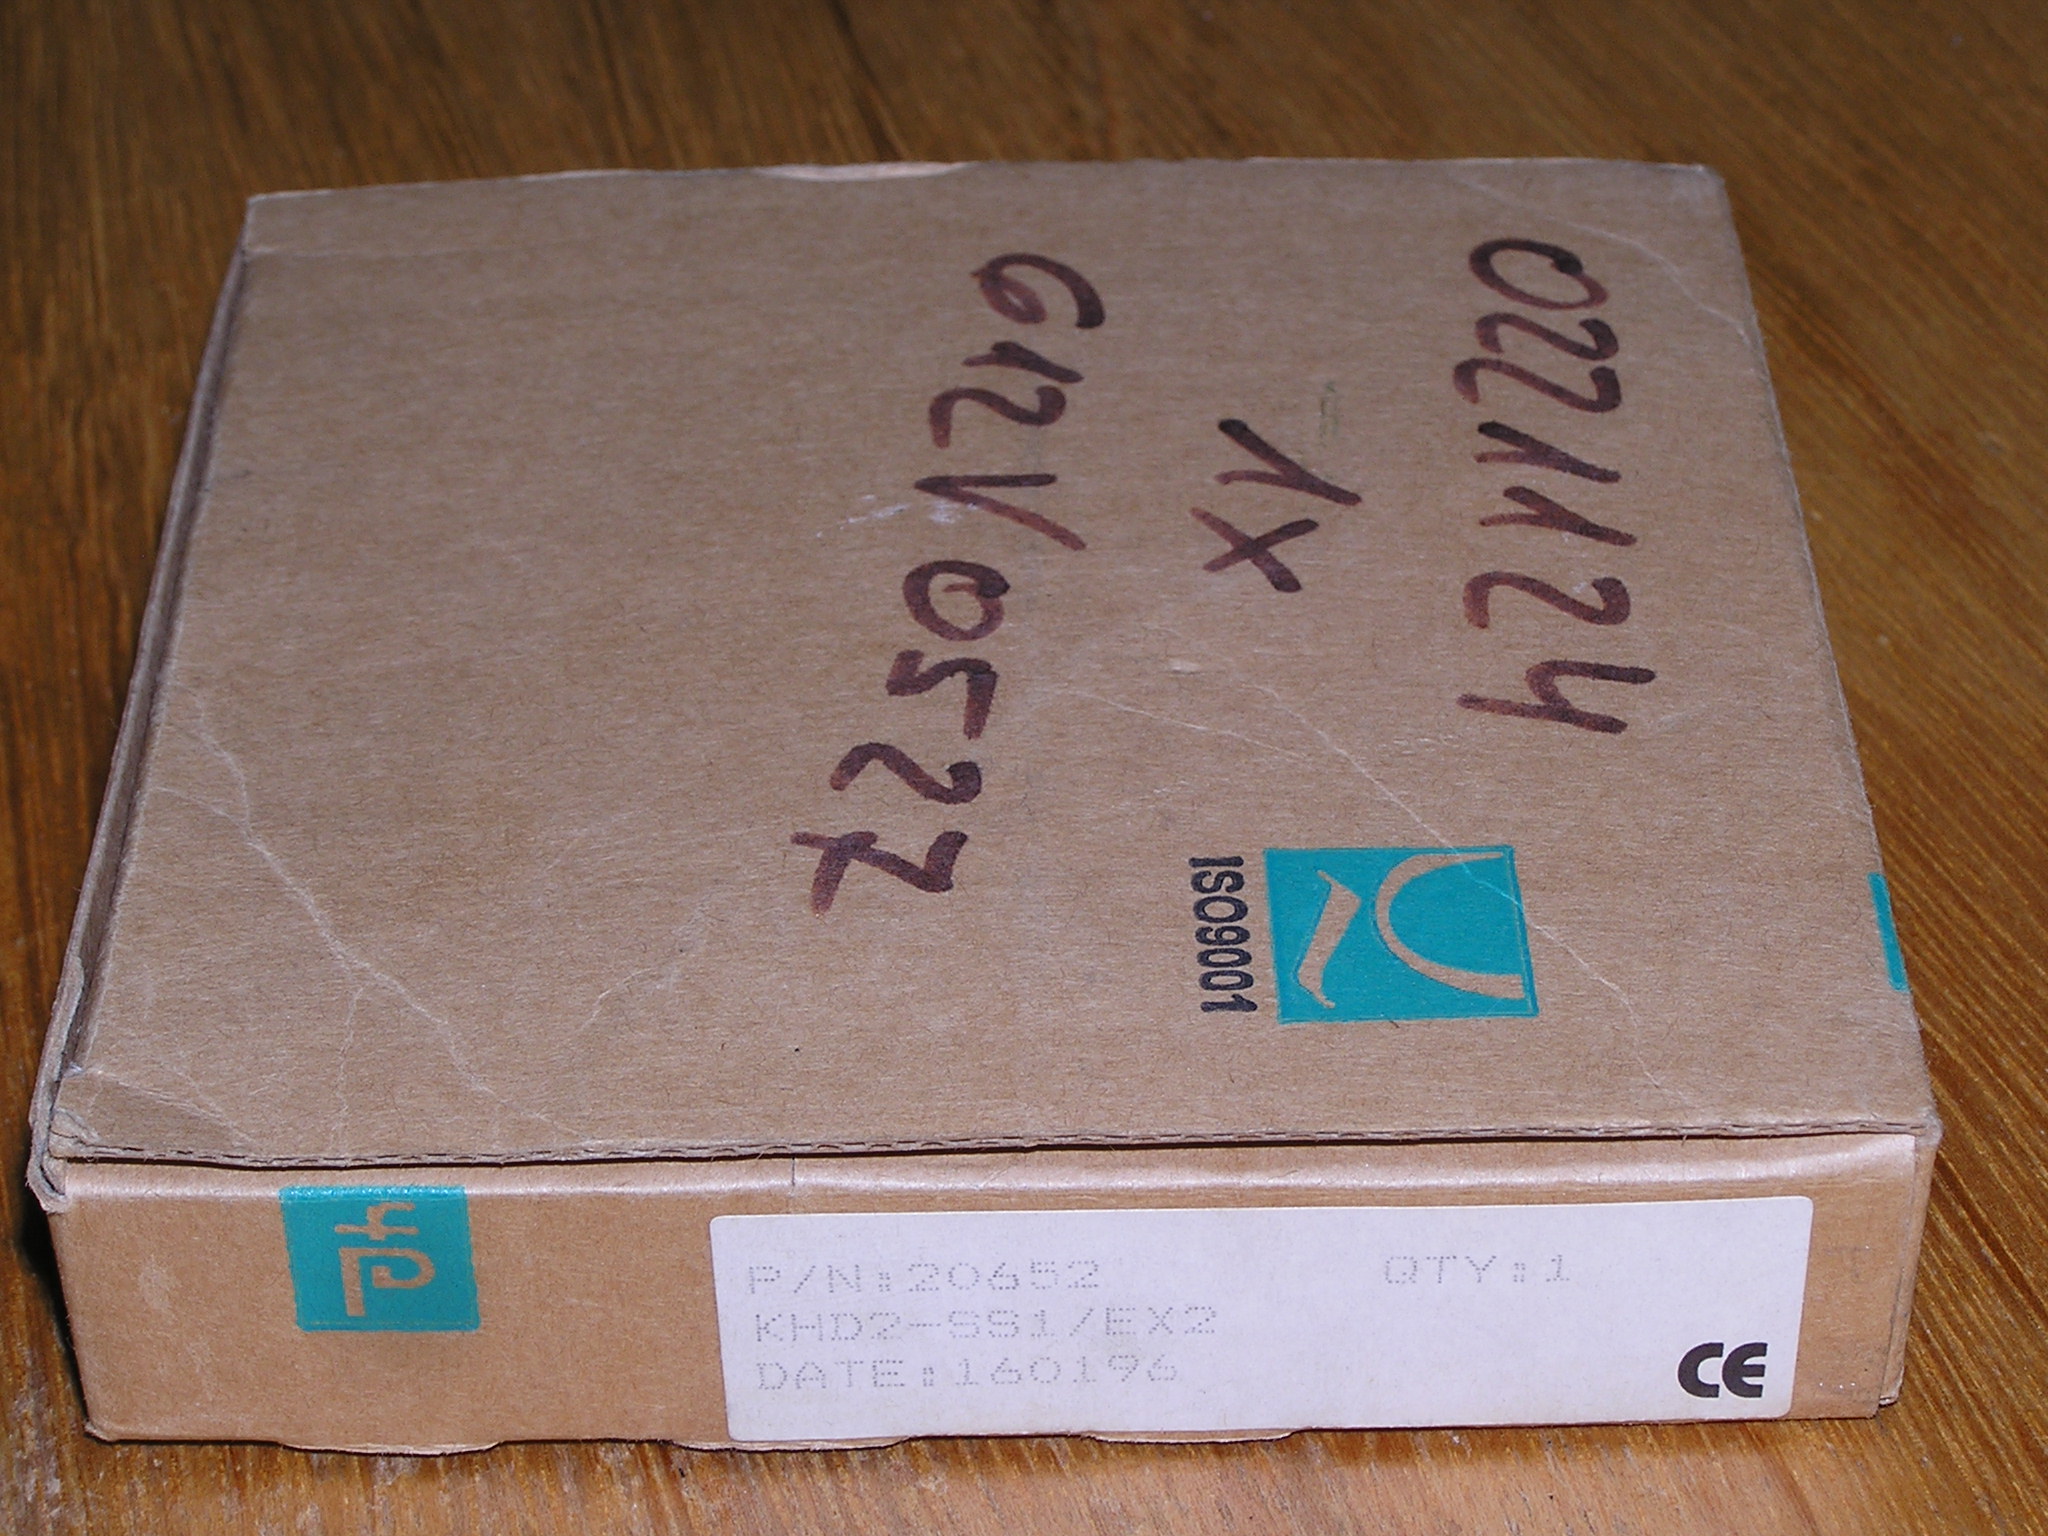 0221124
1x
G12V0527
ISO9001
P/N:20652 QTY:1
KHD2-SS1/EX2
DATE:160196
CE